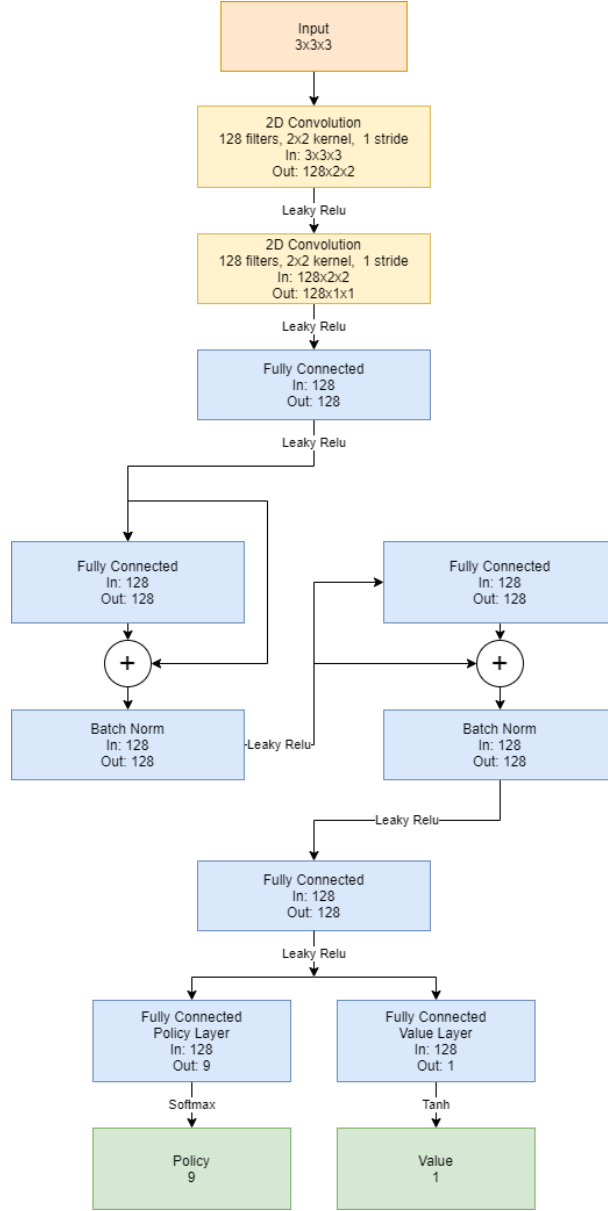 Input
3x3x3
2D Convolution
128 filters, 2x2 kernel, 1 stride
In: 3x3x3
Out: 128x2x2
Leaky Relu
2D Convolution
128 filters, 2x2 kernel, 1 stride
In: 128x2x2
Out: 128x1x1
Leaky Relu
Fully Connected
In: 128
Out: 128
Leaky Relu
Fully Connected
In: 128
Out: 128
+
Batch Norm
In: 128
Out: 128
Leaky Relu
Fully Connected
In: 128
Out: 128
+
Batch Norm
In: 128
Out: 128
Leaky Relu
Fully Connected
In: 128
Out: 128
Leaky Relu
Fully Connected
Policy Layer
In: 128
Out: 9
Softmax
Policy
9
Fully Connected
Value Layer
In: 128
Out: 1
Tanh
Value
1